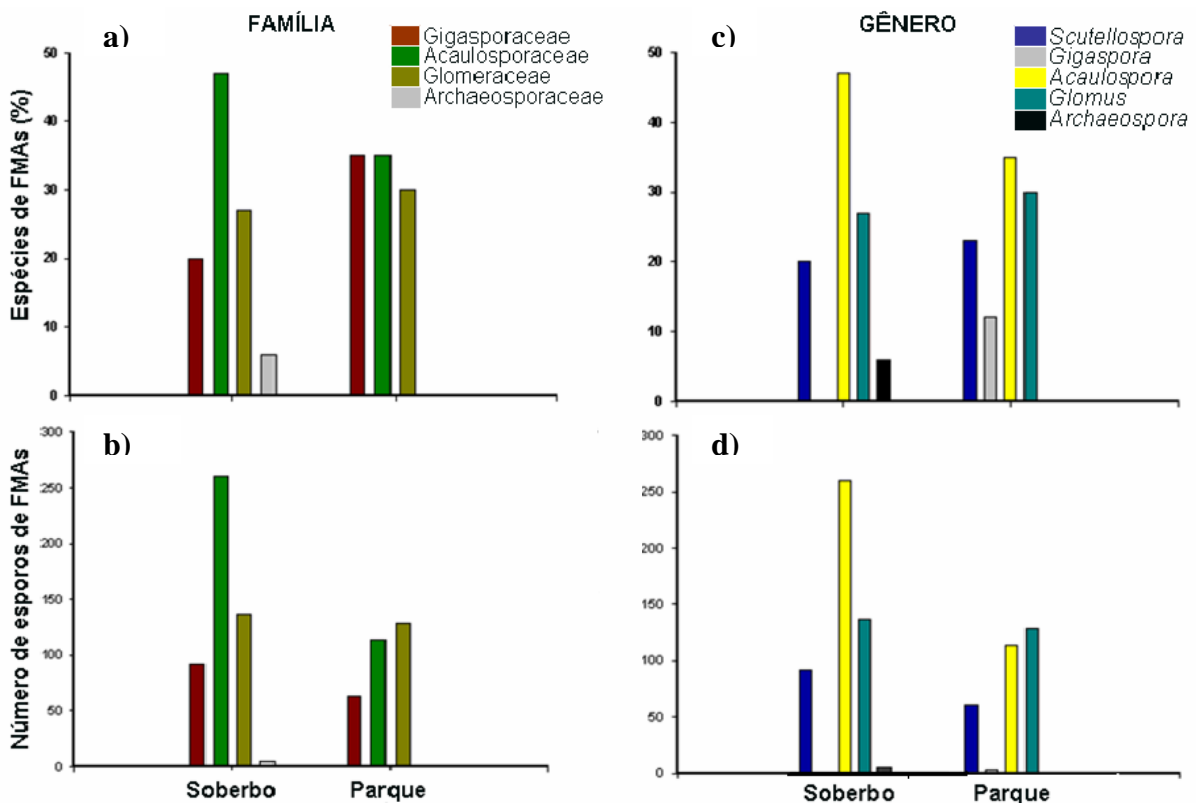 a)
FAMÍLIA
Gigasporaceae
Acaulosporaceae
Glomeraceae
Archaeosporaceae
Espécies de FMAs (%)
50
40
30
20
10
0
c)
GÊNERO
Scutellospora
Gigaspora
Acaulospora
Glomus
Archaeospora
50
40
30
20
10
0
b)
Número de esporos de FMAs
300
250
200
150
100
50
0
Soberbo
Parque
d)
300
250
200
150
100
50
0
Soberbo
Parque